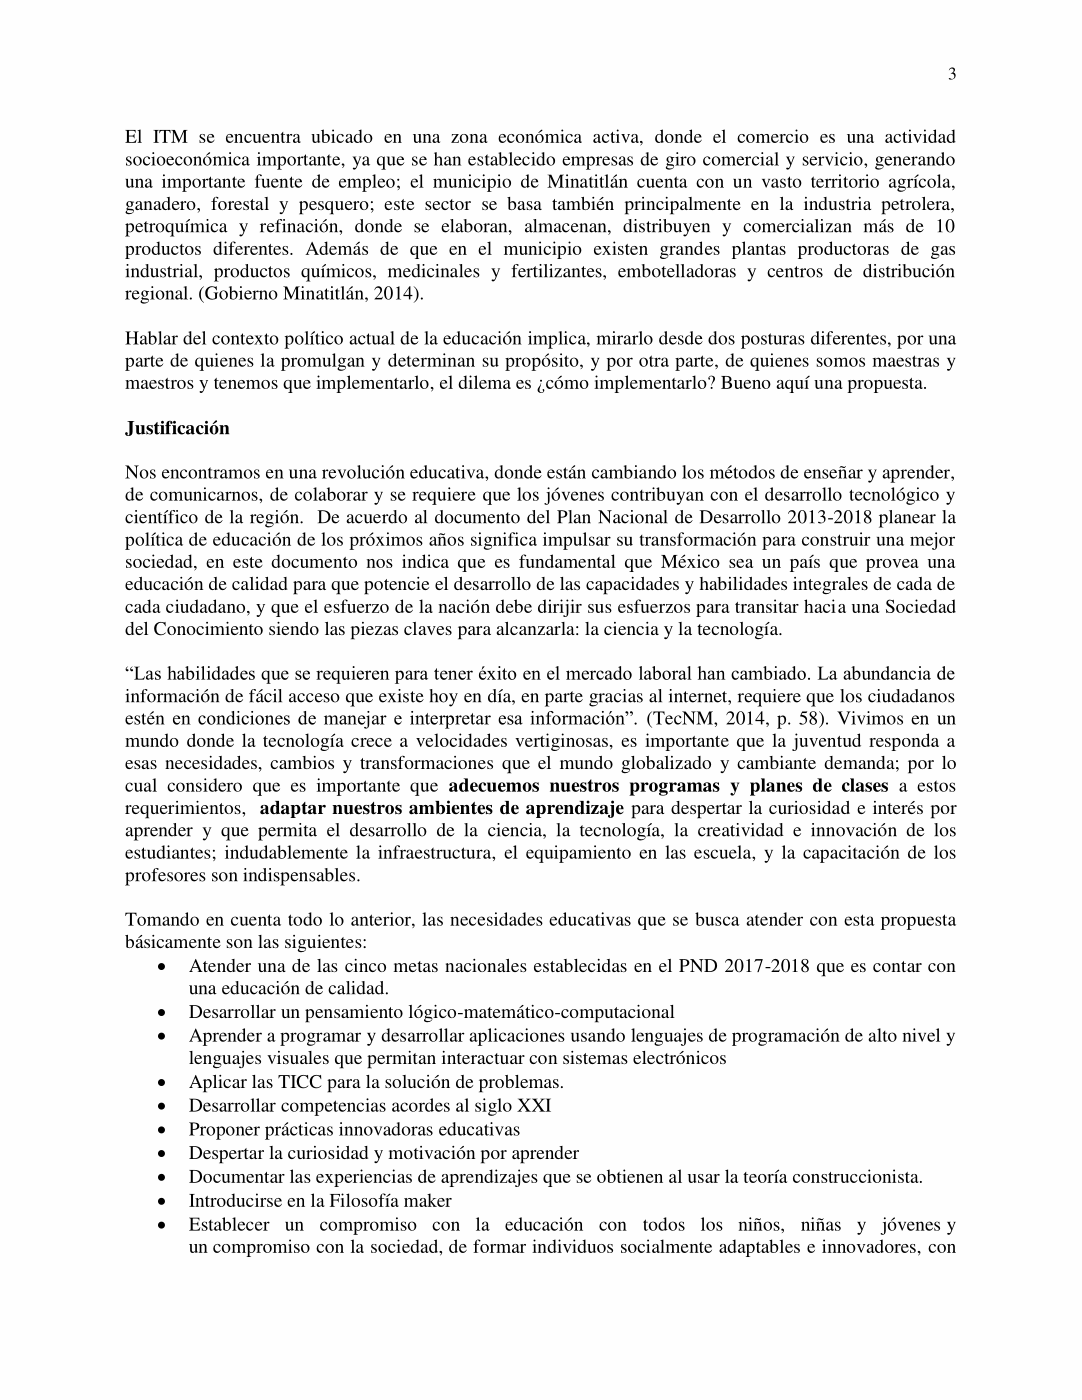 3
El ITM se encuentra ubicado en una zona económica activa, donde el comercio es una actividad
socioeconómica importante, ya que se han establecido empresas de giro comercial y servicio, generando
una importante fuente de empleo; el municipio de Minatitlán cuenta con un vasto territorio agrícola,
ganadero, forestal y pesquero; este sector se basa también principalmente en la industria petrolera,
petroquímica y refinación, donde se elaboran, almacenan, distribuyen y comercializan más de 10
productos diferentes. Además de que en el municipio existen grandes plantas productoras de gas
industrial, productos químicos, medicinales y fertilizantes, embotelladoras y centros de distribución
regional. (Gobierno Minatitlán, 2014).
Hablar del contexto político actual de la educación implica, mirarlo desde dos posturas diferentes, por una
parte de quienes la promulgan y determinan su propósito, y por otra parte, de quienes somos maestras y
maestros y tenemos que implementarlo, el dilema es ¿cómo implementarlo? Bueno aquí una propuesta.
Justificación
Nos encontramos en una revolución educativa, donde están cambiando los métodos de enseñar y aprender,
de comunicarnos, de colaborar y se requiere que los jóvenes contribuyan con el desarrollo tecnológico y
científico de la región.  De acuerdo al documento del Plan Nacional de Desarrollo 2013-2018 planear la
política de educación de los próximos años significa impulsar su transformación para construir una mejor
sociedad, en este documento nos indica que es fundamental que México sea un país que provea una
educación de calidad para que potencie el desarrollo de las capacidades y habilidades integrales de cada de
cada ciudadano, y que el esfuerzo de la nación debe dirijir sus esfuerzos para transitar hacia una Sociedad
del Conocimiento siendo las piezas claves para alcanzarla: la ciencia y la tecnología.
“Las habilidades que se requieren para tener éxito en el mercado laboral han cambiado. La abundancia de
información de fácil acceso que existe hoy en día, en parte gracias al internet, requiere que los ciudadanos
estén en condiciones de manejar e interpretar esa información”. (TecNM, 2014, p. 58). Vivimos en un
mundo donde la tecnología crece a velocidades vertiginosas, es importante que la juventud responda a
esas necesidades, cambios y transformaciones que el mundo globalizado y cambiante demanda; por lo
cual considero que es importante que adecuemos nuestros programas y planes de clases a estos
requerimientos,  adaptar nuestros ambientes de aprendizaje para despertar la curiosidad e interés por
aprender y que permita el desarrollo de la ciencia, la tecnología, la creatividad e innovación de los
estudiantes; indudablemente la infraestructura, el equipamiento en las escuela, y la capacitación de los
profesores son indispensables.
Tomando en cuenta todo lo anterior, las necesidades educativas que se busca atender con esta propuesta
básicamente son las siguientes:
• Atender una de las cinco metas nacionales establecidas en el PND 2017-2018 que es contar con
una educación de calidad.
• Desarrollar un pensamiento lógico-matemático-computacional
• Aprender a programar y desarrollar aplicaciones usando lenguajes de programación de alto nivel y
lenguajes visuales que permitan interactuar con sistemas electrónicos
• Aplicar las TICC para la solución de problemas.
• Desarrollar competencias acordes al siglo XXI
• Proponer prácticas innovadoras educativas
• Despertar la curiosidad y motivación por aprender
• Documentar las experiencias de aprendizajes que se obtienen al usar la teoría construccionista.
• Introducirse en la Filosofía maker
• Establecer un compromiso con la educación con todos los niños, niñas y jóvenes y
un compromiso con la sociedad, de formar individuos socialmente adaptables e innovadores, con